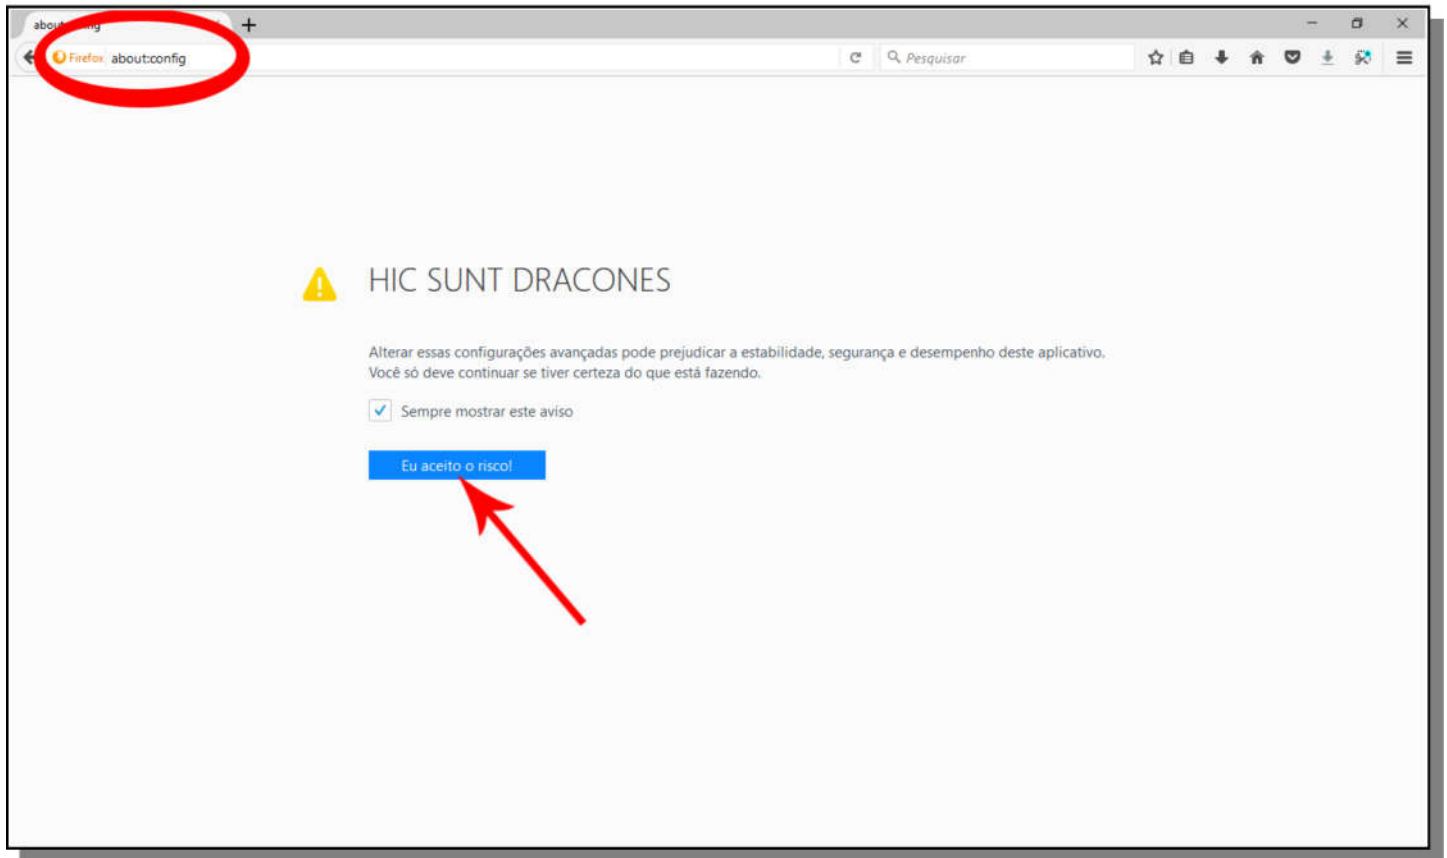 Firefox about:config
Pesquisar
HIC SUNT DRACONES
Alterar essas configurações avançadas pode prejudicar a estabilidade, segurança e desempenho deste aplicativo.
Você só deve continuar se tiver certeza do que está fazendo.
Sempre mostrar este aviso
Eu aceito o risco!